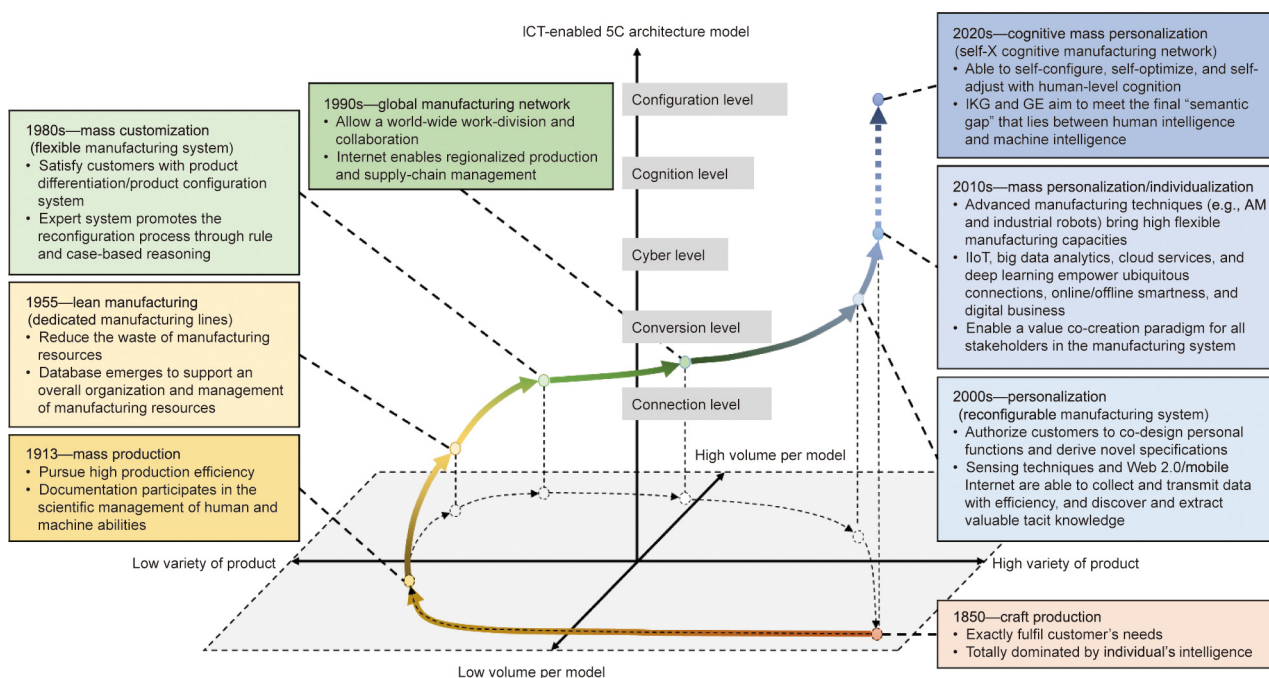 ICT-enabled 5C architecture model
Configuration level
Cognition level
Cyber level
Conversion level
Connection level
High volume per model
Low volume per model
Low variety of product
High variety of product
1980s—mass customization
(flexible manufacturing system)
• Satisfy customers with product
differentiation/product configuration
system
• Expert system promotes the
reconfiguration process through rule
and case-based reasoning
1990s—global manufacturing network
• Allow a world-wide work-division and
collaboration
• Internet enables regionalized production
and supply-chain management
1955—lean manufacturing
(dedicated manufacturing lines)
• Reduce the waste of manufacturing
resources
• Database emerges to support an
overall organization and management
of manufacturing resources
1913—mass production
• Pursue high production efficiency
• Documentation participates in the
scientific management of human and
machine abilities
2020s—cognitive mass personalization
(self-X cognitive manufacturing network)
• Able to self-configure, self-optimize, and self-
adjust with human-level cognition
• IKG and GE aim to meet the final “semantic
gap” that lies between human intelligence
and machine intelligence
2010s—mass personalization/individualization
• Advanced manufacturing techniques (e.g., AM
and industrial robots) bring high flexible
manufacturing capacities
• IIoT, big data analytics, cloud services, and
deep learning empower ubiquitous
connections, online/offline smartness, and
digital business
• Enable a value co-creation paradigm for all
stakeholders in the manufacturing system
2000s—personalization
(reconfigurable manufacturing system)
• Authorize customers to co-design personal
functions and derive novel specifications
• Sensing techniques and Web 2.0/mobile
Internet are able to collect and transmit data
with efficiency, and discover and extract
valuable tacit knowledge
1850—craft production
• Exactly fulfil customer’s needs
• Totally dominated by individual’s intelligence